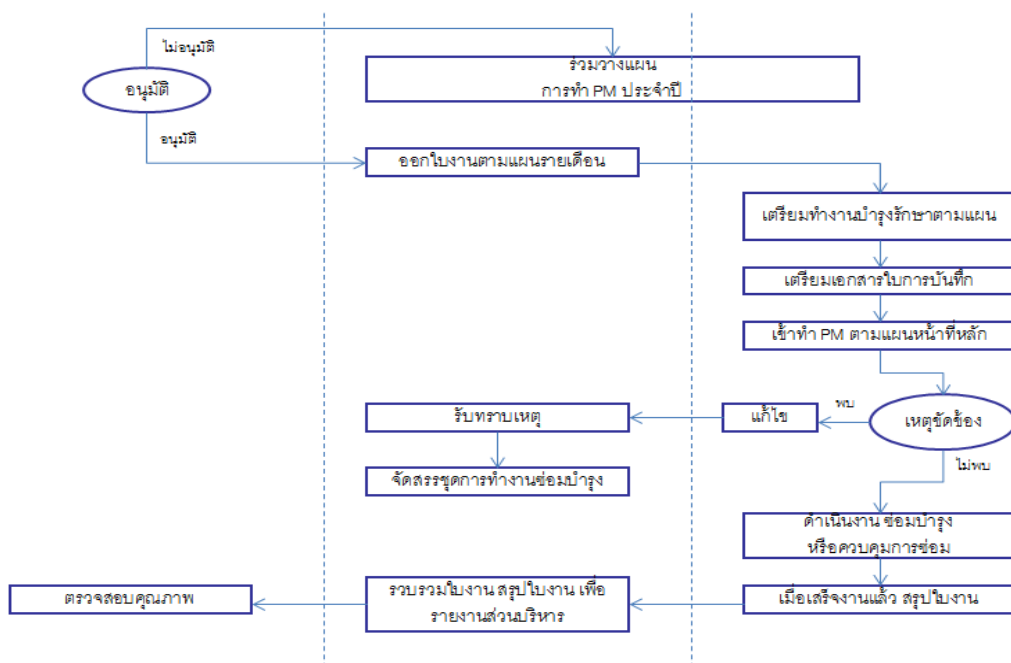 ไม่อนุมัติ
อนุมัติ
ร่วมวางแผน
การทำ PM ประจำปี
อนุมัติ
ออกใบงานตามแผนรายเดือน
เตรียมทำงานบำรุงรักษาตามแผน
เตรียมเอกสารใบการบันทึก
เข้าทำ PM ตามแผนหน้าที่หลัก
รับทราบเหตุ
แก้ไข
พบ
เหตุขัดข้อง
ไม่พบ
จัดสรรชุดการทำงานซ่อมบำรุง
ดำเนินงาน ซ่อมบำรุง
หรือควบคุมการซ่อม
ตรวจสอบคุณภาพ
รวบรวมใบงาน สรุปใบงาน เพื่อ
รายงานส่วนบริหาร
เมื่อเสร็จงานแล้ว สรุปใบงาน